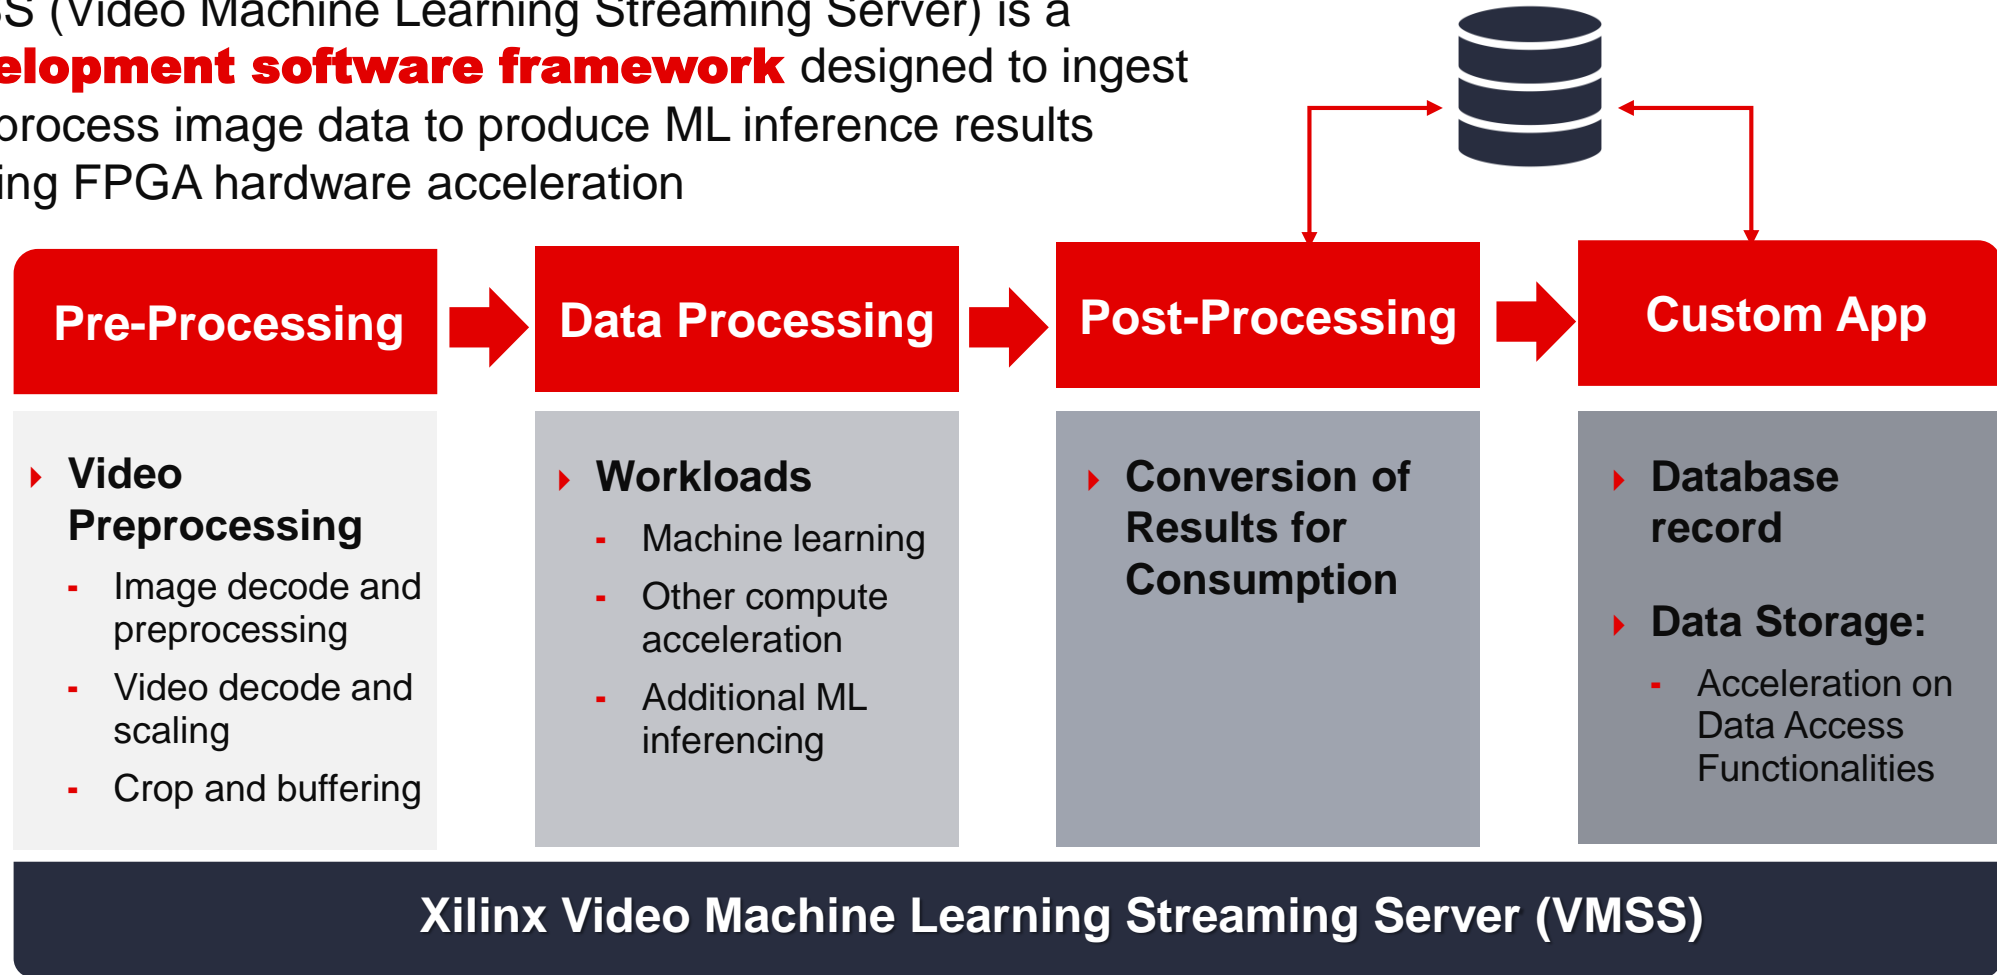 SS (Video Machine Learning Streaming Server) is a
elopment software framework designed to ingest
process image data to produce ML inference results
ing FPGA hardware acceleration
Pre-Processing
Data Processing
Post-Processing
Custom App
Video
Preprocessing
- Image decode and
preprocessing
- Video decode and
scaling
- Crop and buffering
Workloads
- Machine learning
- Other compute
acceleration
- Additional ML
inferencing
Conversion of
Results for
Consumption
Database
record
Data Storage:
- Acceleration on
Data Access
Functionalities
Xilinx Video Machine Learning Streaming Server (VMSS)